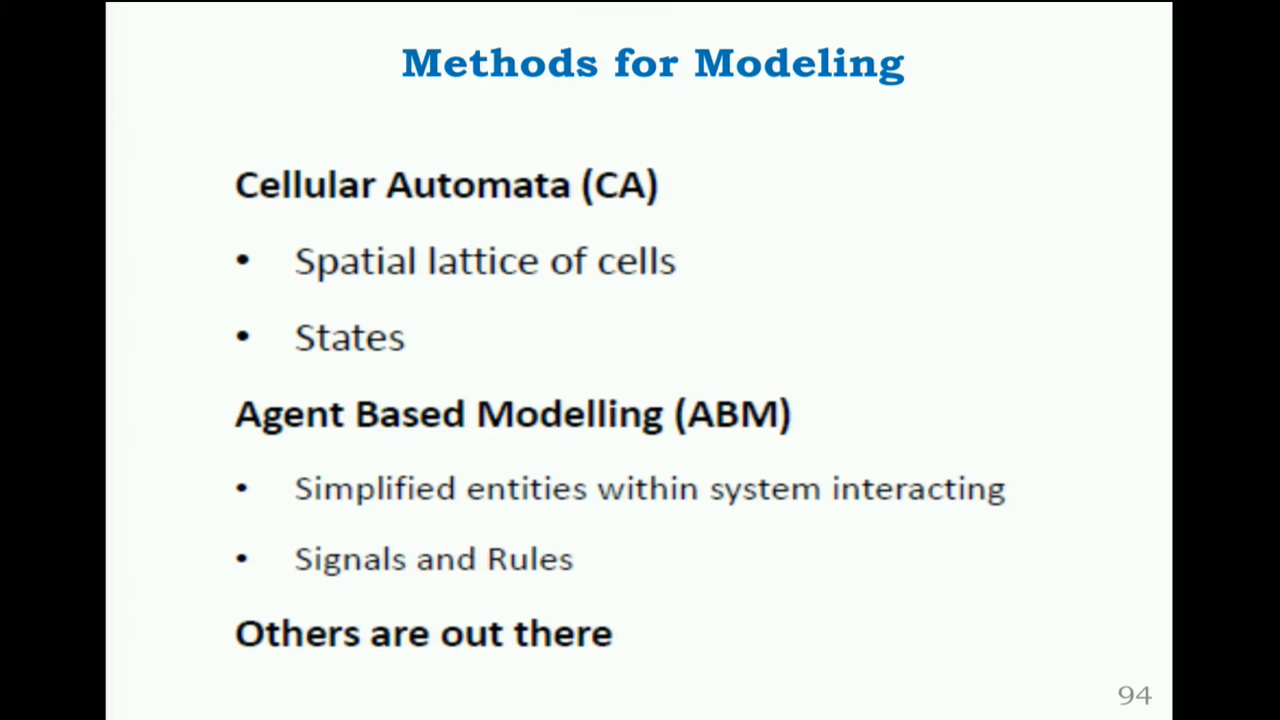 Methods for Modeling
Cellular Automata (CA)
• Spatial lattice of cells
• States
Agent Based Modelling (ABM)
• Simplified entities within system interacting
• Signals and Rules
Others are out there
94